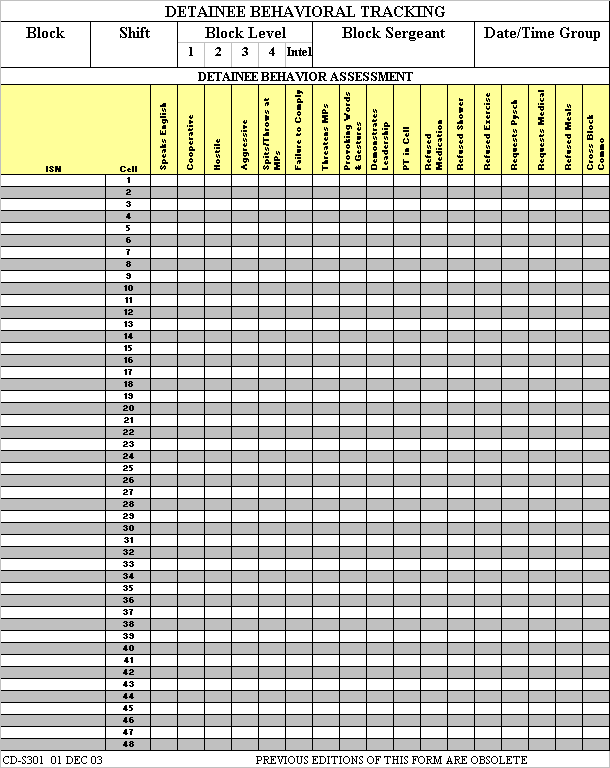 DETAINEE BEHAVIORAL TRACKING
Block Shift Block Level Block Sergeant Date/Time Group
1 2 3 4 Intel
DETAINEE BEHAVIOR ASSESSMENT
ISN
Cell
Speaks English
Cooperative
Hostile
Aggressive
Spits/Throws at
MPs
Failure to Comply
Threatens MPs
Provoking Words
& Gestures
Demonstrates
Leadership
PT in Cell
Refused
Medication
Refused Shower
Refused Exercise
Requests Pysch
Requests Medical
Refused Meals
Cross Block
Commo
1
2
3
4
5
6
7
8
9
10
11
12
13
14
15
16
17
18
19
20
21
22
23
24
25
26
27
28
29
30
31
32
33
34
35
36
37
38
39
40
41
42
43
44
45
46
47
48
CD-S301 01 DEC 03 PREVIOUS EDITIONS OF THIS FORM ARE OBSOLETE